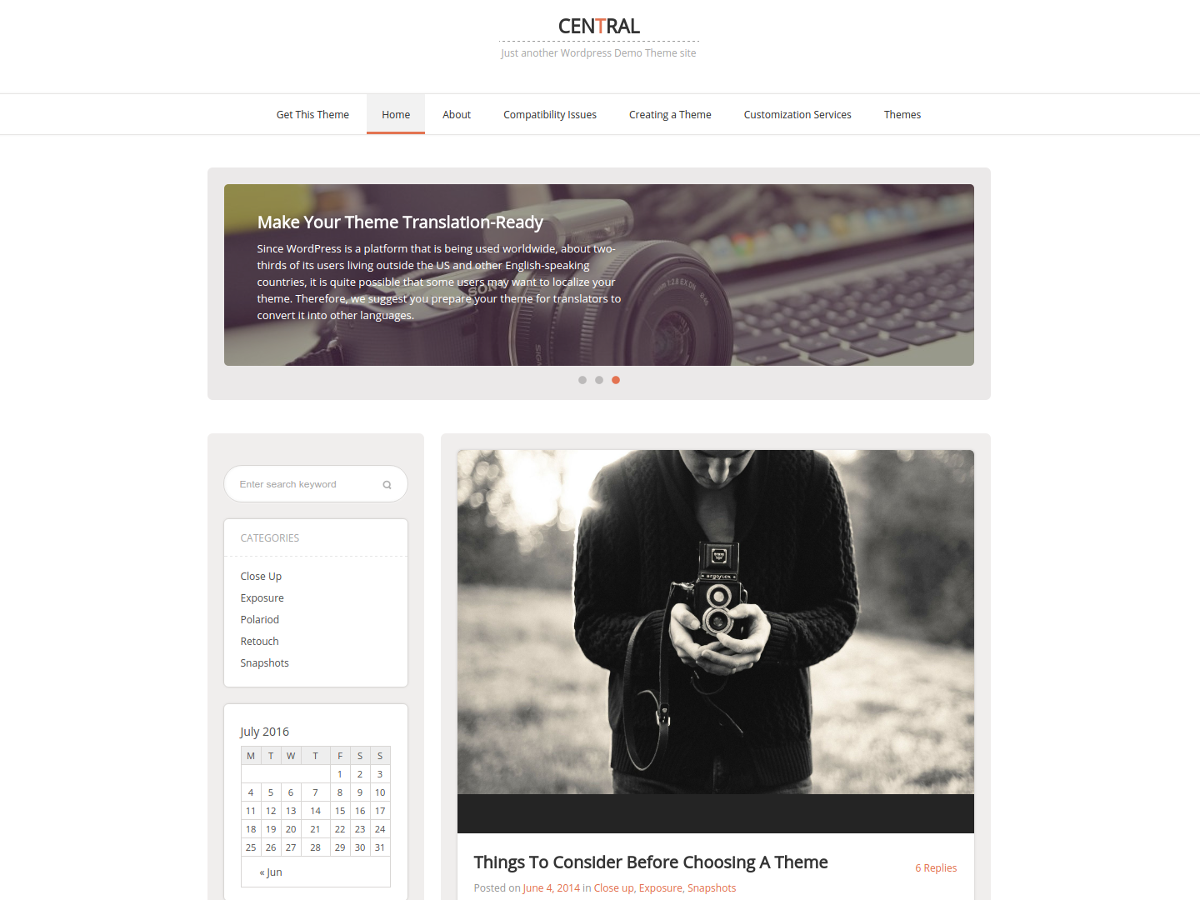 CENTRAL
Just another Wordpress Demo Theme site
Get This Theme Home About Compatibility Issues Creating a Theme Customization Services Themes
Make Your Theme Translation-Ready
Since WordPress is a platform that is being used worldwide, about two-
thirds of its users living outside the US and other English-speaking
countries, it is quite possible that some users may want to localize your
theme. Therefore, we suggest you prepare your theme for translators to
convert it into other languages.
SONY
Enter search keyword
CATEGORIES
Close Up
Exposure
Polariod
Retouch
Snapshots
July 2016
M T W T F S S
1 2 3
4 5 6 7 8 9 10
11 12 13 14 15 16 17
18 19 20 21 22 23 24
25 26 27 28 29 30 31
« Jun
Things To Consider Before Choosing A Theme
6 Replies
Posted on June 4, 2014 in Close up, Exposure, Snapshots